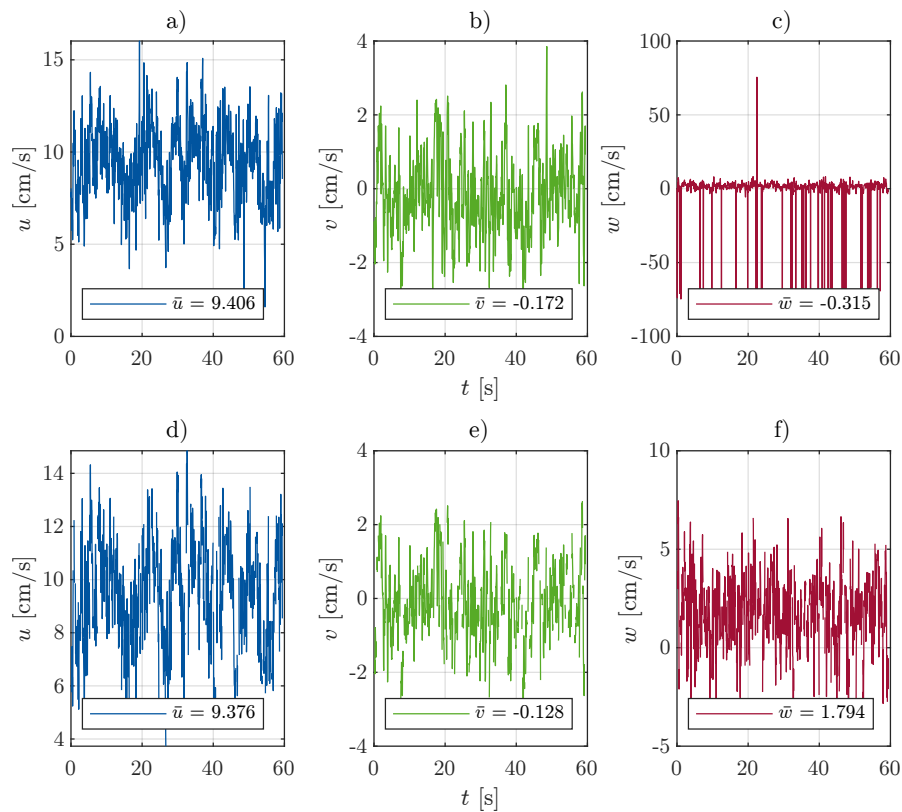 a)
b)
c)
u [cm/s]
15
10
5
0
0
20
40
60
ū = 9.406
v [cm/s]
4
2
0
-2
-4
0
20
40
60
v̄ = -0.172
w [cm/s]
100
50
0
-50
-100
0
20
40
60
w̄ = -0.315
t [s]
d)
e)
f)
u [cm/s]
14
12
10
8
6
4
0
20
40
60
ū = 9.376
v [cm/s]
4
2
0
-2
-4
0
20
40
60
v̄ = -0.128
w [cm/s]
10
5
0
-5
0
20
40
60
w̄ = 1.794
t [s]